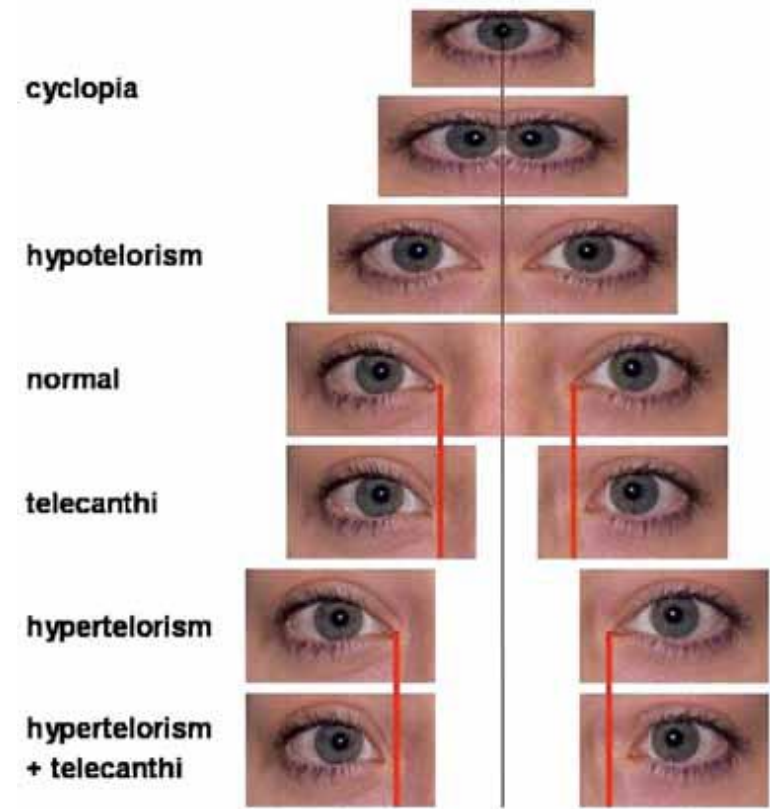 cyclopia
hypotelorism
normal
telecanthi
hypertelorism
hypertelorism
+ telecanthi